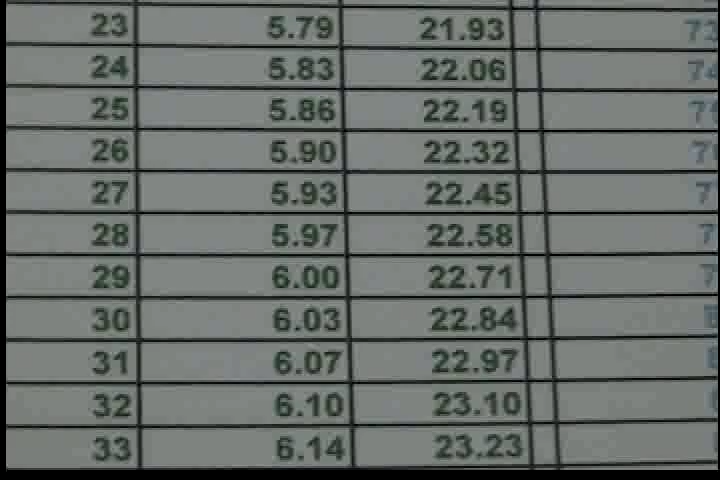 23 5.79 21.93
24 5.83 22.06
25 5.86 22.19
26 5.90 22.32
27 5.93 22.45
28 5.97 22.58
29 6.00 22.71
30 6.03 22.84
31 6.07 22.97
32 6.10 23.10
33 6.14 23.23